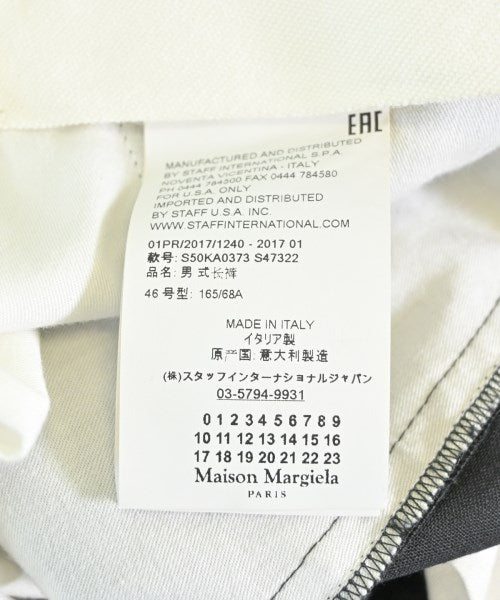 EAC
MANUFACTURED AND DISTRIBUTED
BY STAFF INTERNATIONAL S.P.A.
NOVENTA VICENTINA - ITALY
PH 0444 784500 FAX 0444 784580
FOR U.S.A. ONLY
IMPORTED AND DISTRIBUTED
BY STAFF U.S.A. INC.
WWW.STAFFINTERNATIONAL.COM
01PR/2017/1240 - 2017 01
款号: S50KA0373 S47322
品名: 男 式长裤
46 号型: 165/68A
MADE IN ITALY
イタリア製
原产国: 意大利製造
(株)スタッフインターナショナルジャパン
03-5794-9931
0 1 2 3 4 5 6 7 8 9
10 11 12 13 14 15 16
17 18 19 20 21 22 23
Maison Margiela
PARIS